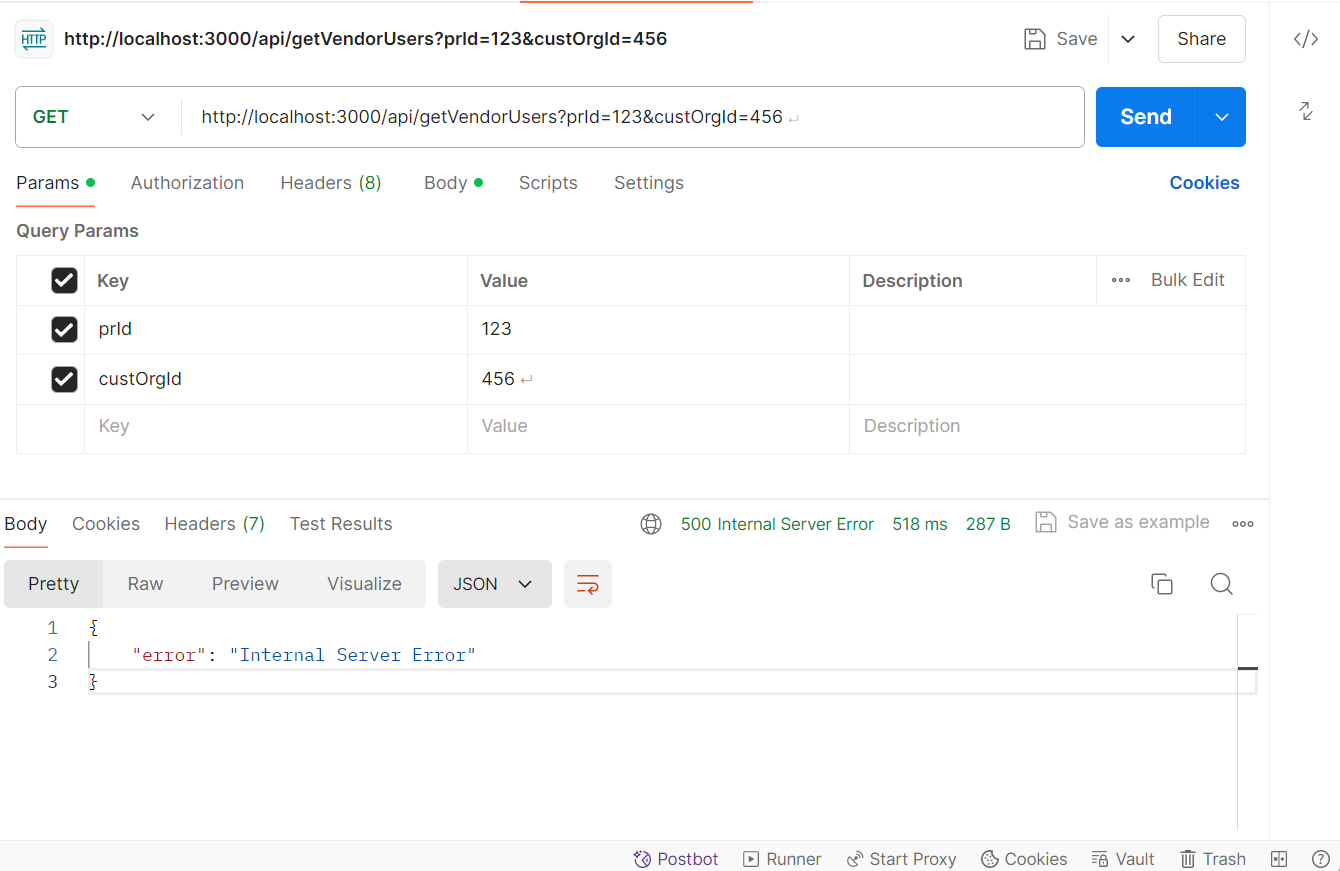 HTTP http://localhost:3000/api/getVendorUsers?prId=123&custOrgId=456 Save Share
GET http://localhost:3000/api/getVendorUsers?prId=123&custOrgId=456 ↵ Send
Params Authorization Headers (8) Body Scripts Settings Cookies
Query Params
Key Value Description Bulk Edit
prId 123
custOrgId 456 ↵
Key Value Description
Body Cookies Headers (7) Test Results 500 Internal Server Error 518 ms 287 B Save as example
Pretty Raw Preview Visualize JSON
1 {
2 "error": "Internal Server Error"
3 }
Postbot Runner Start Proxy Cookies Vault Trash